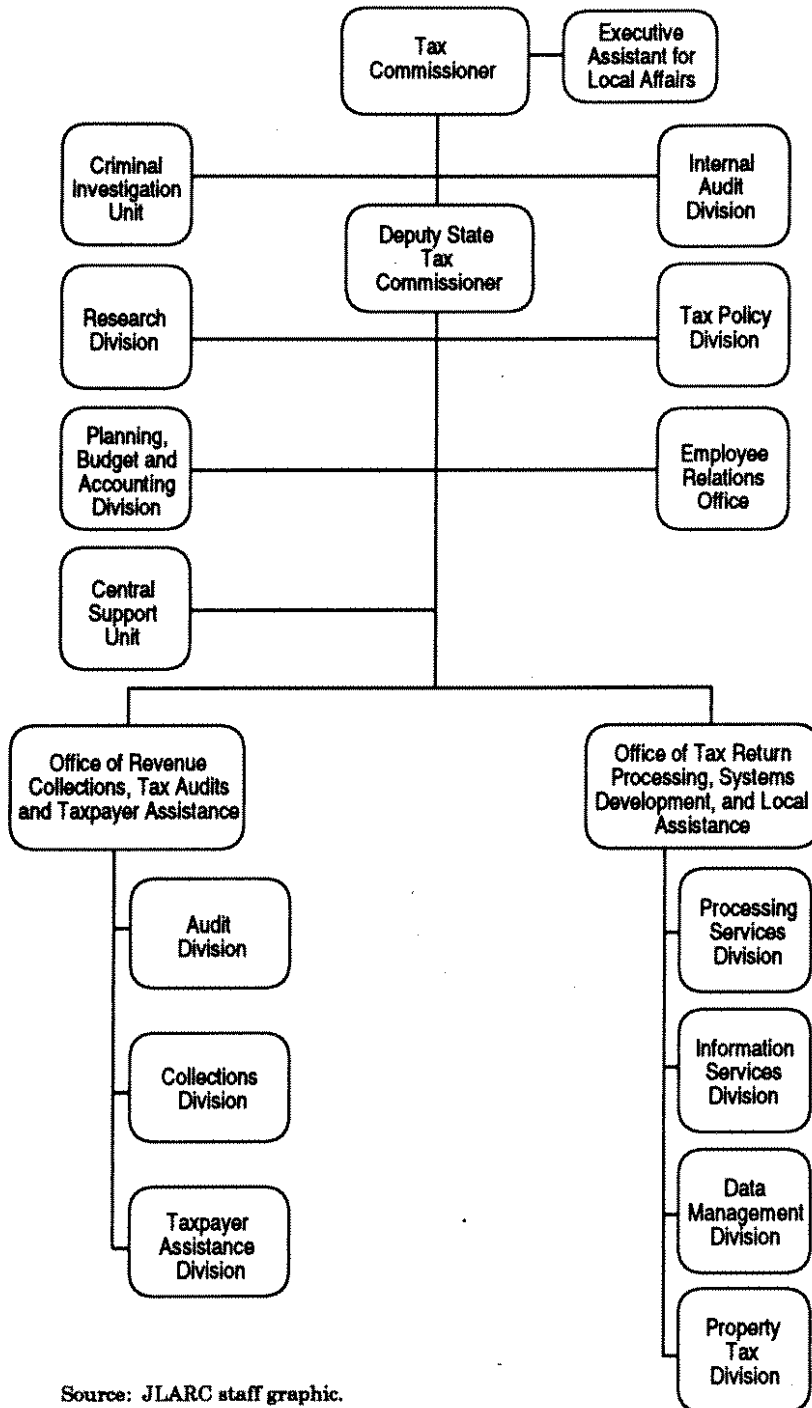 Tax
Commissioner
Executive
Assistant for
Local Affairs
Criminal
Investigation
Unit
Internal
Audit
Division
Deputy State
Tax
Commissioner
Research
Division
Tax Policy
Division
Planning,
Budget and
Accounting
Division
Employee
Relations
Office
Central
Support
Unit
Office of Revenue
Collections, Tax Audits
and Taxpayer Assistance
Office of Tax Return
Processing, Systems
Development, and Local
Assistance
Audit
Division
Collections
Division
Taxpayer
Assistance
Division
Processing
Services
Division
Information
Services
Division
Data
Management
Division
Property
Tax
Division
Source: JLARC staff graphic.